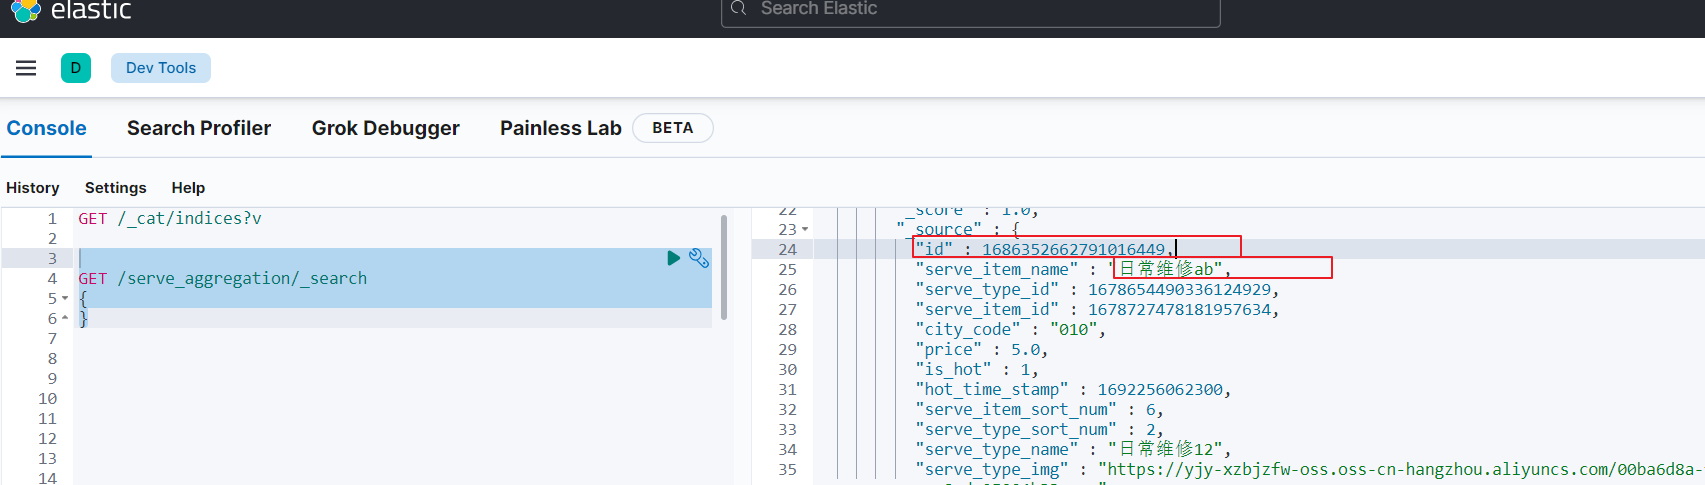 elastic
Search Elastic
D
Dev Tools
Console
Search Profiler
Grok Debugger
Painless Lab
BETA
History
Settings
Help
1 GET /_cat/indices?v
2
3
4 GET /serve_aggregation/_search
5 {
6 }
7
8
9
10
11
12
13
14
22 "_score" : 1.0,
23 "_source" : {
24 "id" : 1686352662791016449,
25 "serve_item_name" : "日常维修ab",
26 "serve_type_id" : 1678654490336124929,
27 "serve_item_id" : 1678727478181957634,
28 "city_code" : "010",
29 "price" : 5.0,
30 "is_hot" : 1,
31 "hot_time_stamp" : 1692256062300,
32 "serve_item_sort_num" : 6,
33 "serve_type_sort_num" : 2,
34 "serve_type_name" : "日常维修12",
35 "serve_type_img" : "https://yjy-xzbjzfw-oss.oss-cn-hangzhou.aliyuncs.com/00ba6d8a-